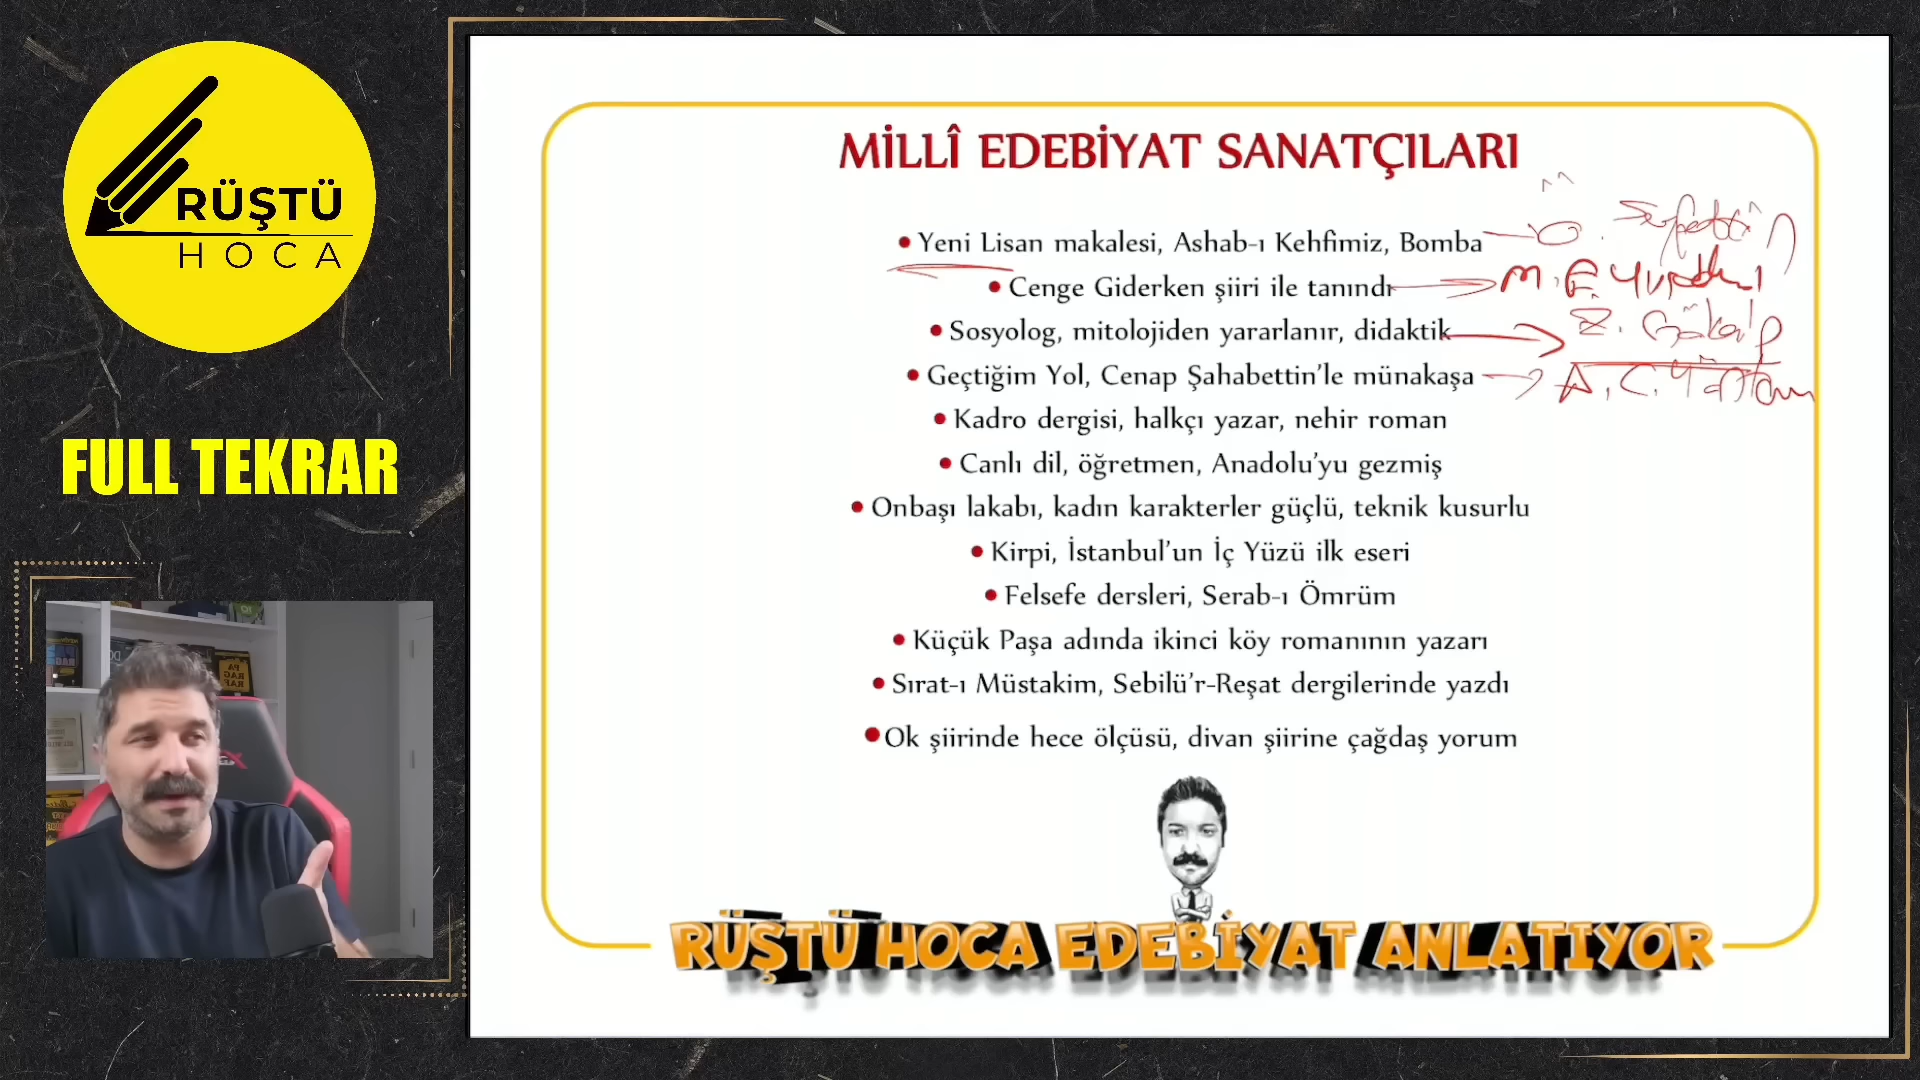 RÜŞTÜ
HOCA
FULL TEKRAR
MİLLÎ EDEBİYAT SANATÇILARI
• Yeni Lisan makalesi, Ashab-ı Kehfimiz, Bomba Ö. Seyfettin
• Cenge Giderken şiiri ile tanındı M. E. Yurdakul
• Sosyolog, mitolojiden yararlanır, didaktik Z. Gökalp
• Geçtiğim Yol, Cenap Şahabettin'le münakaşa A. C. Yöntem
• Kadro dergisi, halkçı yazar, nehir roman
• Canlı dil, öğretmen, Anadolu'yu gezmiş
• Onbaşı lakabı, kadın karakterler güçlü, teknik kusurlu
• Kirpi, İstanbul'un İç Yüzü ilk eseri
• Felsefe dersleri, Serab-ı Ömrüm
• Küçük Paşa adında ikinci köy romanının yazarı
• Sırat-ı Müstakim, Sebilü'r-Reşat dergilerinde yazdı
• Ok şiirinde hece ölçüsü, divan şiirine çağdaş yorum
RÜŞTÜ HOCA EDEBİYAT ANLATIYOR